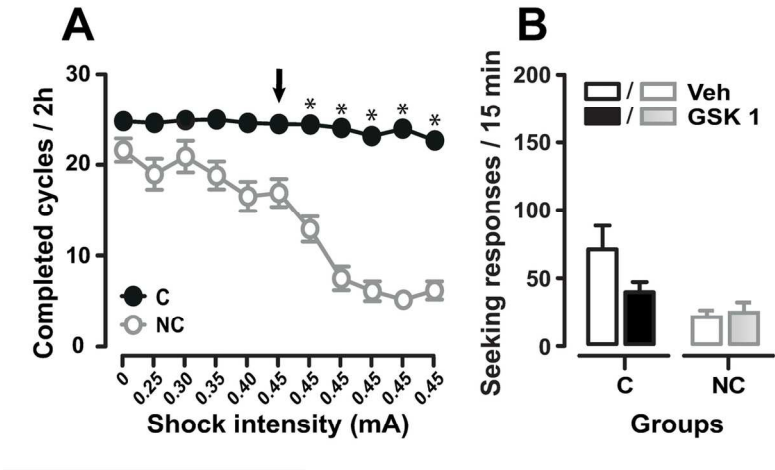 A
Completed cycles / 2h
30
20
10
0
* * * * *
C
NC
0 0.25 0.30 0.35 0.40 0.45 0.45 0.45 0.45 0.45 0.45
Shock intensity (mA)
B
Seeking responses / 15 min
200
150
100
50
0
/ Veh
/ GSK 1
C NC
Groups